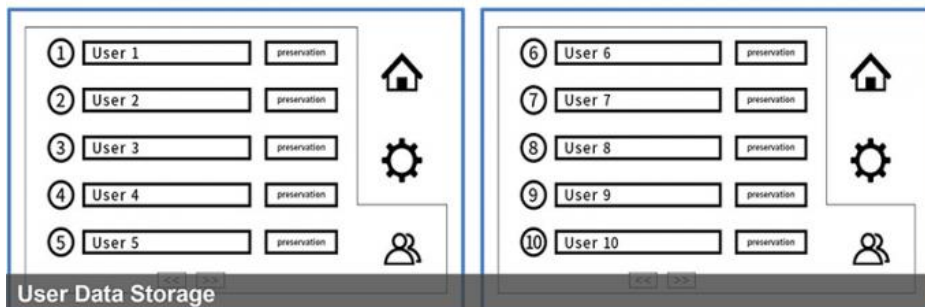 1 User 1 preservation
2 User 2 preservation
3 User 3 preservation
4 User 4 preservation
5 User 5 preservation
<< >>
6 User 6 preservation
7 User 7 preservation
8 User 8 preservation
9 User 9 preservation
10 User 10 preservation
<< >>
User Data Storage